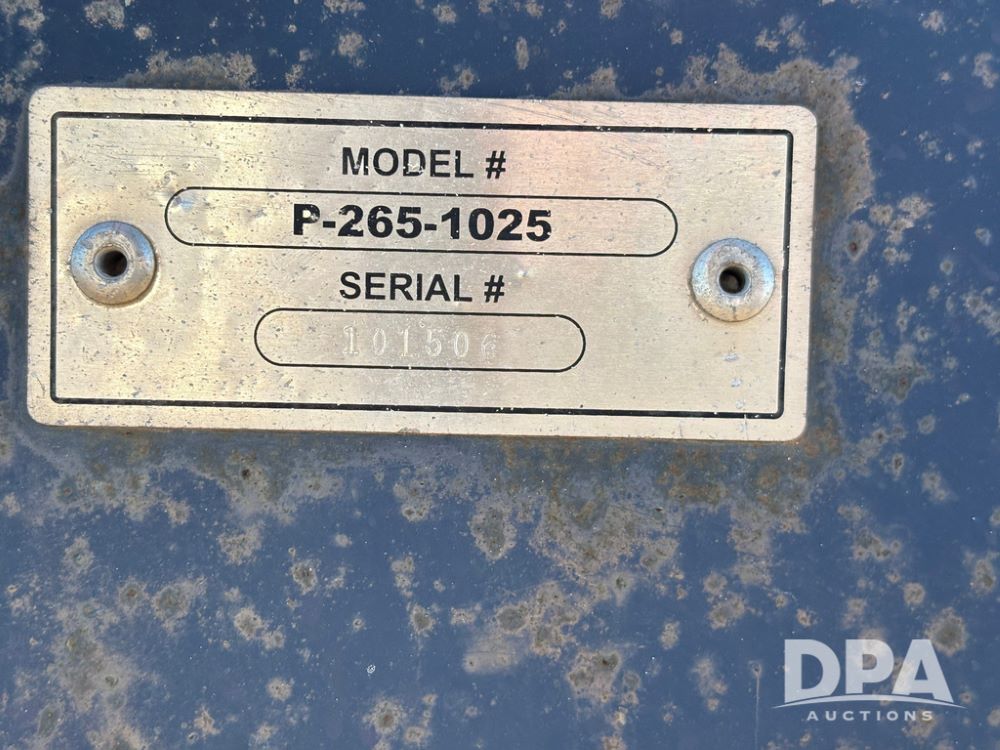 MODEL #
P-265-1025
SERIAL #
101506
DPA
AUCTIONS